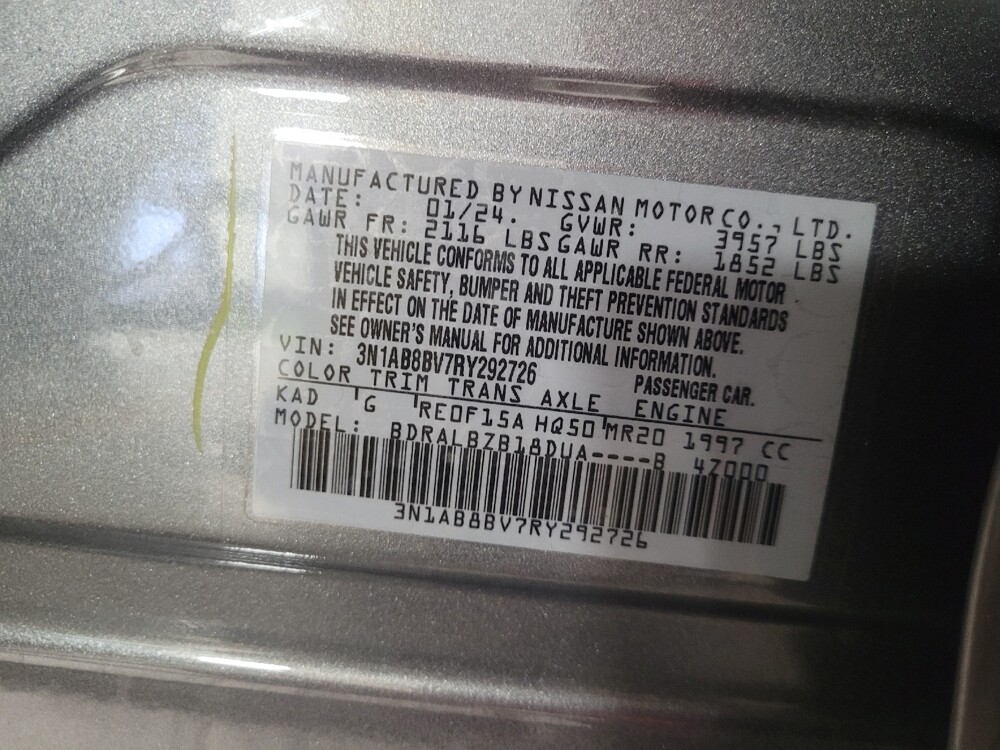 MANUFACTURED BY NISSAN MOTOR CO., LTD.
DATE: 01/24. GVWR: 3957 LBS
GAWR FR: 2116 LBS GAWR RR: 1852 LBS
THIS VEHICLE CONFORMS TO ALL APPLICABLE FEDERAL MOTOR
VEHICLE SAFETY, BUMPER AND THEFT PREVENTION STANDARDS
IN EFFECT ON THE DATE OF MANUFACTURE SHOWN ABOVE.
SEE OWNER'S MANUAL FOR ADDITIONAL INFORMATION.
VIN: 3N1AB8BV7RY292726 PASSENGER CAR.
COLOR TRIM TRANS AXLE ENGINE
KAD G RE0F15A HQ50 MR20 1997 CC
MODEL: BDRALBZB18DUA----B 4Z000
3N1AB8BV7RY292726